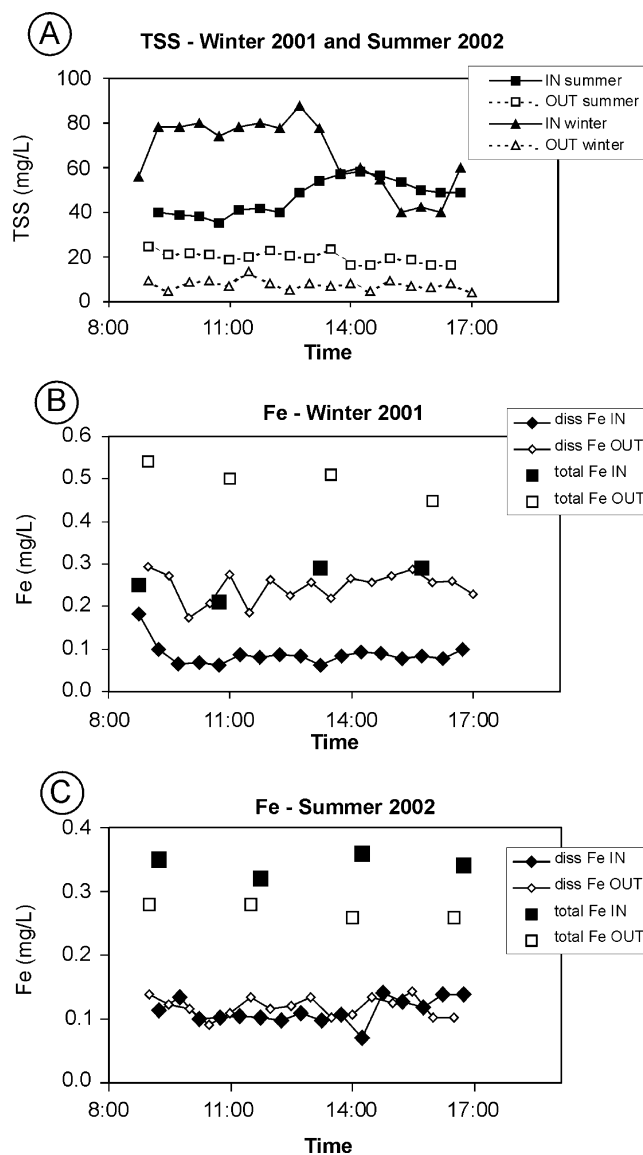 A
TSS - Winter 2001 and Summer 2002
100
80
60
40
20
0
TSS (mg/L)
8:00 11:00 14:00 17:00
Time
IN summer
OUT summer
IN winter
OUT winter
B
Fe - Winter 2001
0.6
0.5
0.4
0.3
0.2
0.1
0.0
Fe (mg/L)
8:00 11:00 14:00 17:00
Time
diss Fe IN
diss Fe OUT
total Fe IN
total Fe OUT
C
Fe - Summer 2002
0.4
0.3
0.2
0.1
0.0
Fe (mg/L)
8:00 11:00 14:00 17:00
Time
diss Fe IN
diss Fe OUT
total Fe IN
total Fe OUT